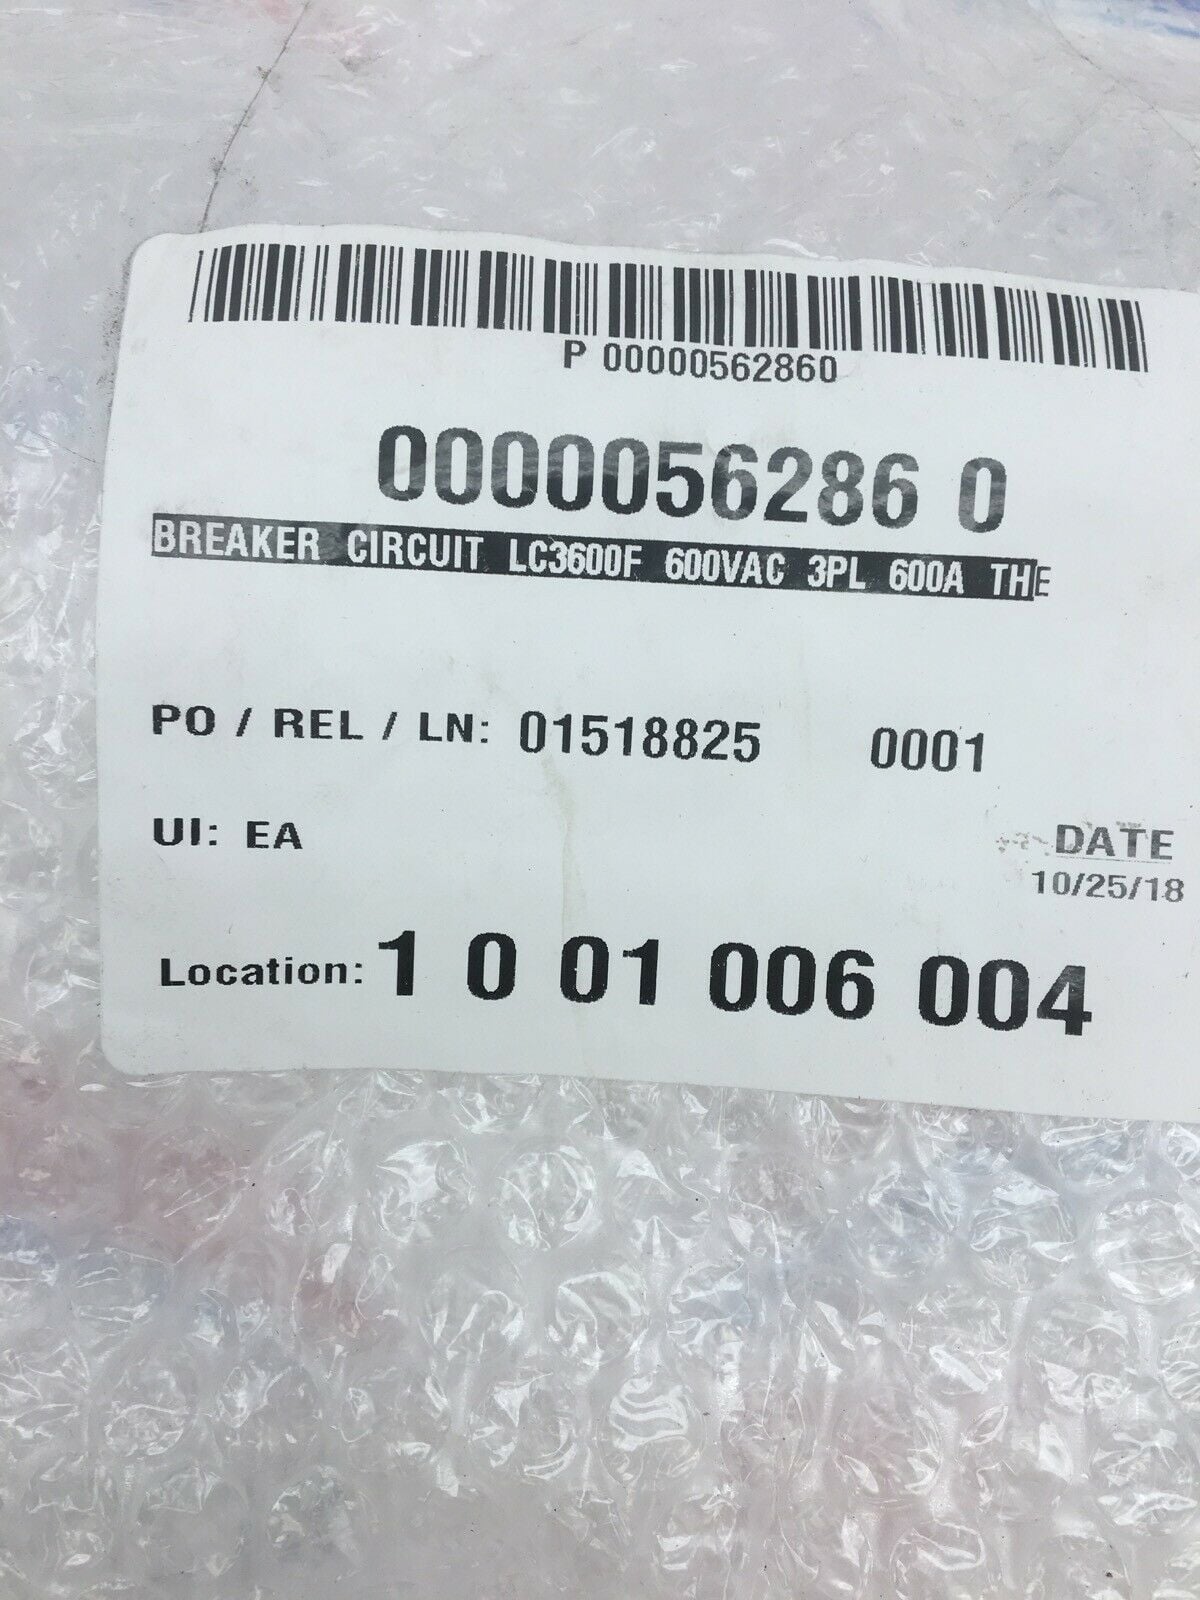 P 00000562860
0000056286 0
BREAKER CIRCUIT LC3600F 600VAC 3PL 600A THE
PO / REL / LN: 01518825 0001
UI: EA
DATE
10/25/18
Location: 1 0 01 006 004